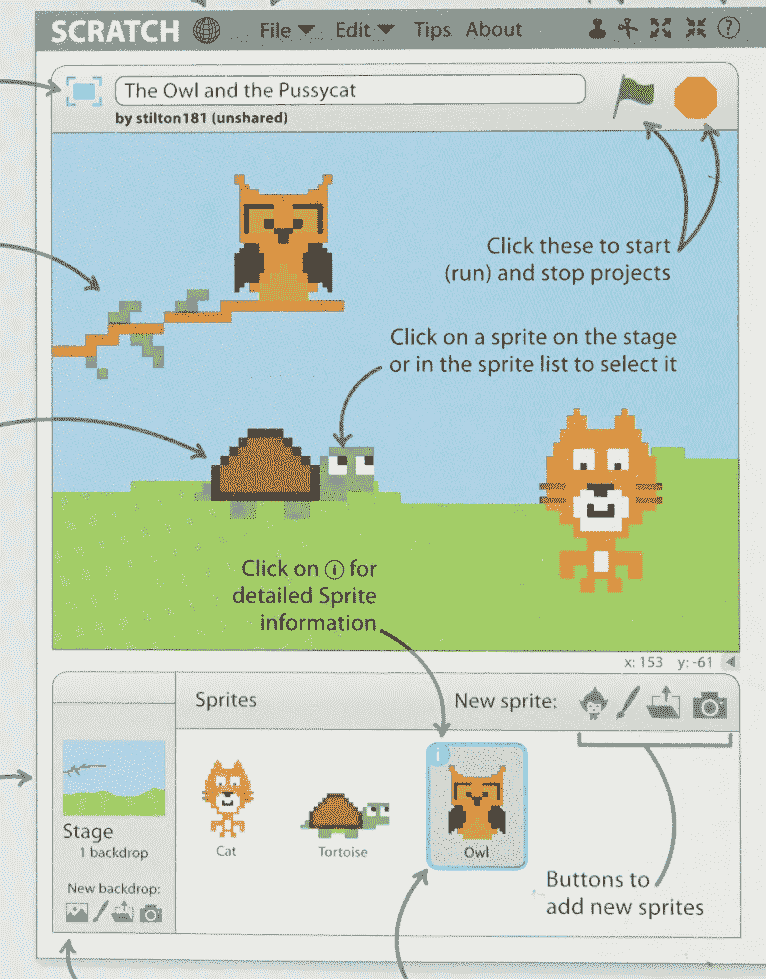 SCRATCH File Edit Tips About ?
The Owl and the Pussycat
by stilton181 (unshared)
Click these to start
(run) and stop projects
Click on a sprite on the stage
or in the sprite list to select it
Click on i for
detailed Sprite
information
x: 153 y: -61
Sprites New sprite:
i
Stage
1 backdrop
Cat
Tortoise
Owl
New backdrop:
Buttons to
add new sprites